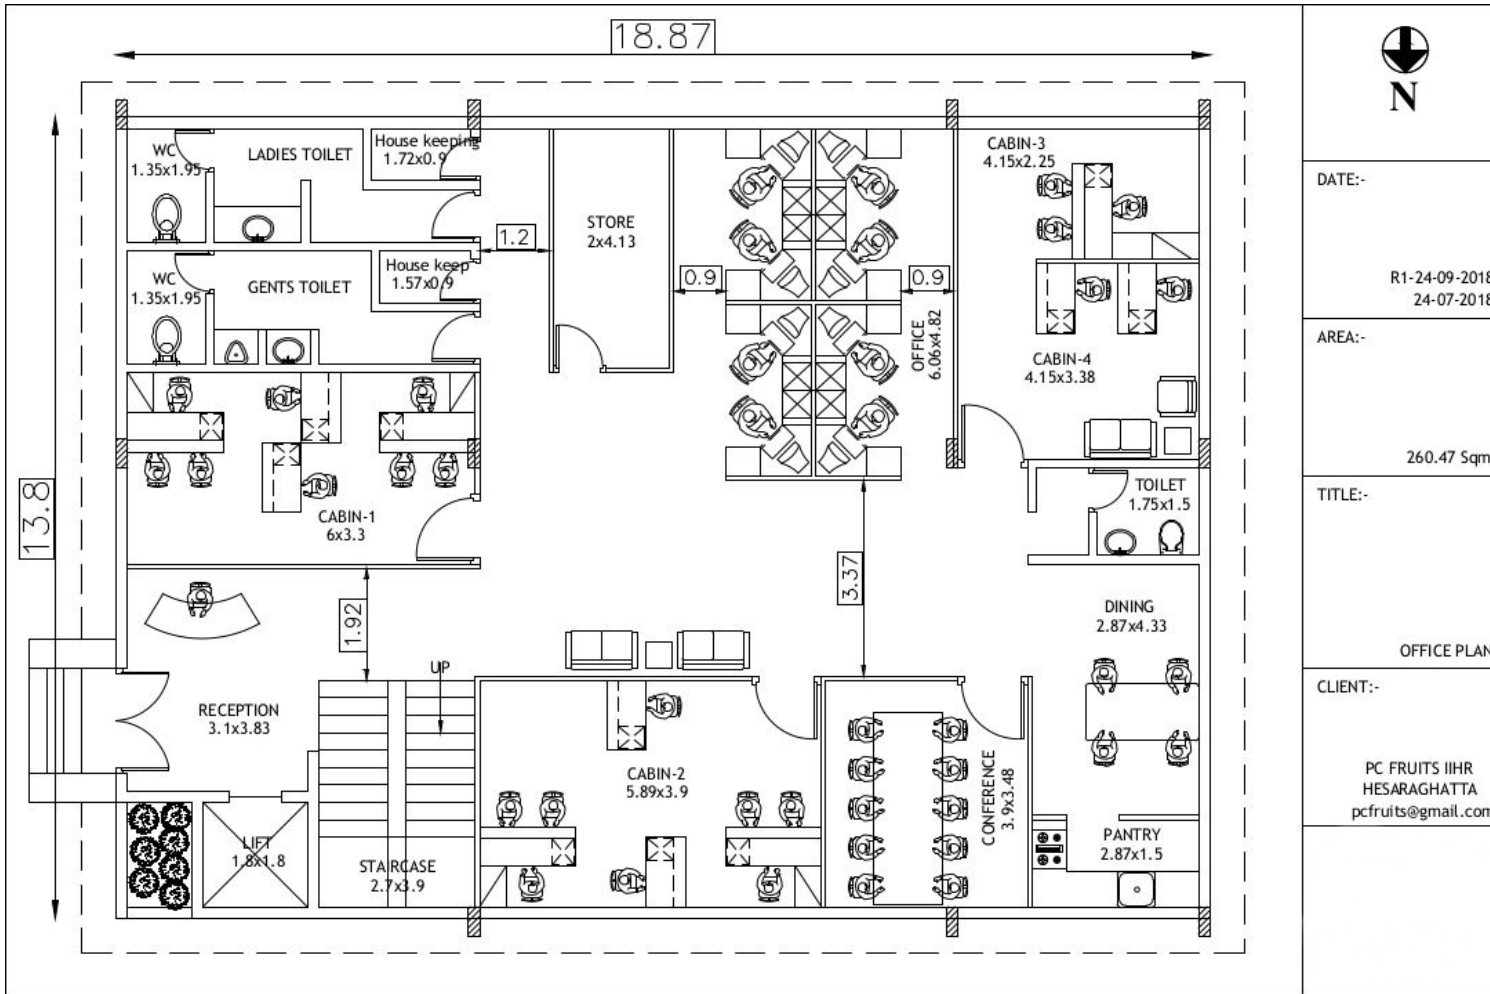 18.87
13.8
N
WC
1.35x1.95
LADIES TOILET
House keeping
1.72x0.9
WC
1.35x1.95
GENTS TOILET
House keep
1.57x0.9
1.2
STORE
2x4.13
0.9
0.9
OFFICE
6.06x4.82
CABIN-3
4.15x2.25
CABIN-4
4.15x3.38
CABIN-1
6x3.3
TOILET
1.75x1.5
3.37
1.92
DINING
2.87x4.33
UP
RECEPTION
3.1x3.83
CABIN-2
5.89x3.9
CONFERENCE
3.9x3.48
PANTRY
2.87x1.5
LIFT
1.8x1.8
STAIRCASE
2.7x3.9
DATE:-
R1-24-09-2018
24-07-2018
AREA:-
260.47 Sqm
TITLE:-
OFFICE PLAN
CLIENT:-
PC FRUITS IIHR
HESARAGHATTA
pcfruits@gmail.com